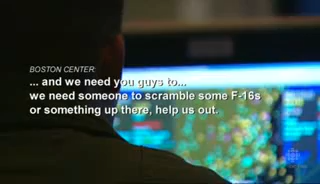 BOSTON CENTER:
... and we need you guys to...
we need someone to scramble some F-16s
or something up there, help us out.